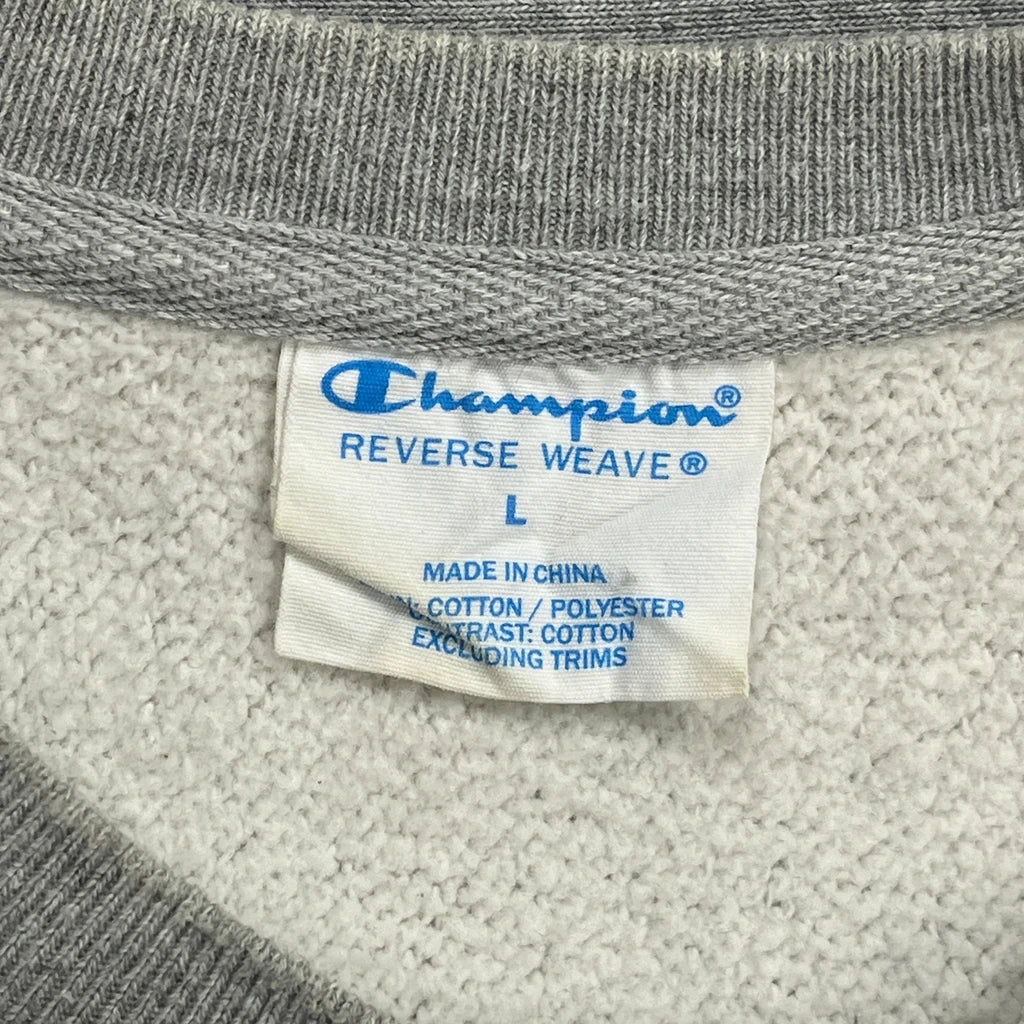 Champion®
REVERSE WEAVE®
L
MADE IN CHINA
COTTON / POLYESTER
COTTON
EXCLUDING TRIMS